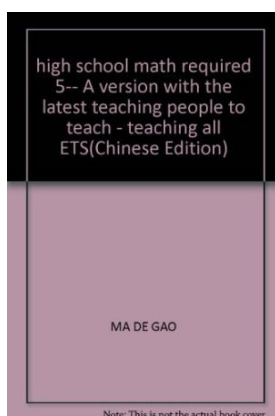 high school math required
5-- A version with the
latest teaching people to
teach - teaching all
ETS(Chinese Edition)
MA DE GAO
Note: This is not the actual book cover